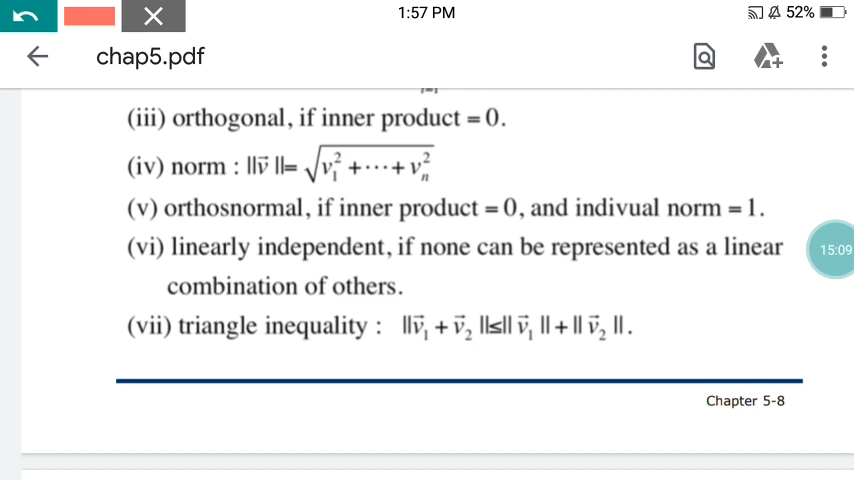 1:57 PM
52%
chap5.pdf
(iii) orthogonal, if inner product = 0.
(iv) norm : ||v⃗ ||= √v₁² +⋯+ vₙ²
(v) orthosnormal, if inner product = 0, and indivual norm = 1.
15:09
(vi) linearly independent, if none can be represented as a linear
combination of others.
(vii) triangle inequality : ||v⃗₁ + v⃗₂ ||≤|| v⃗₁ || + || v⃗₂ || .
Chapter 5-8